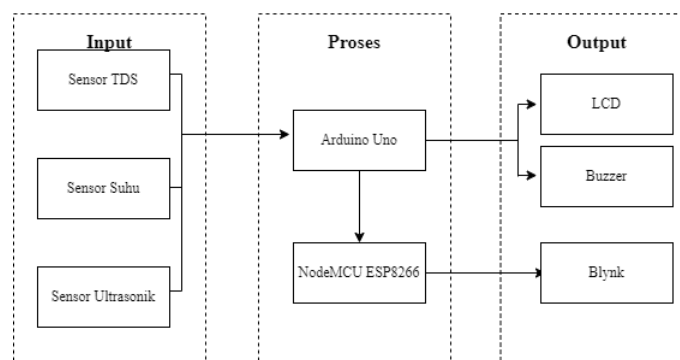 Input
Sensor TDS
Sensor Suhu
Sensor Ultrasonik
Proses
Arduino Uno
NodeMCU ESP8266
Output
LCD
Buzzer
Blynk